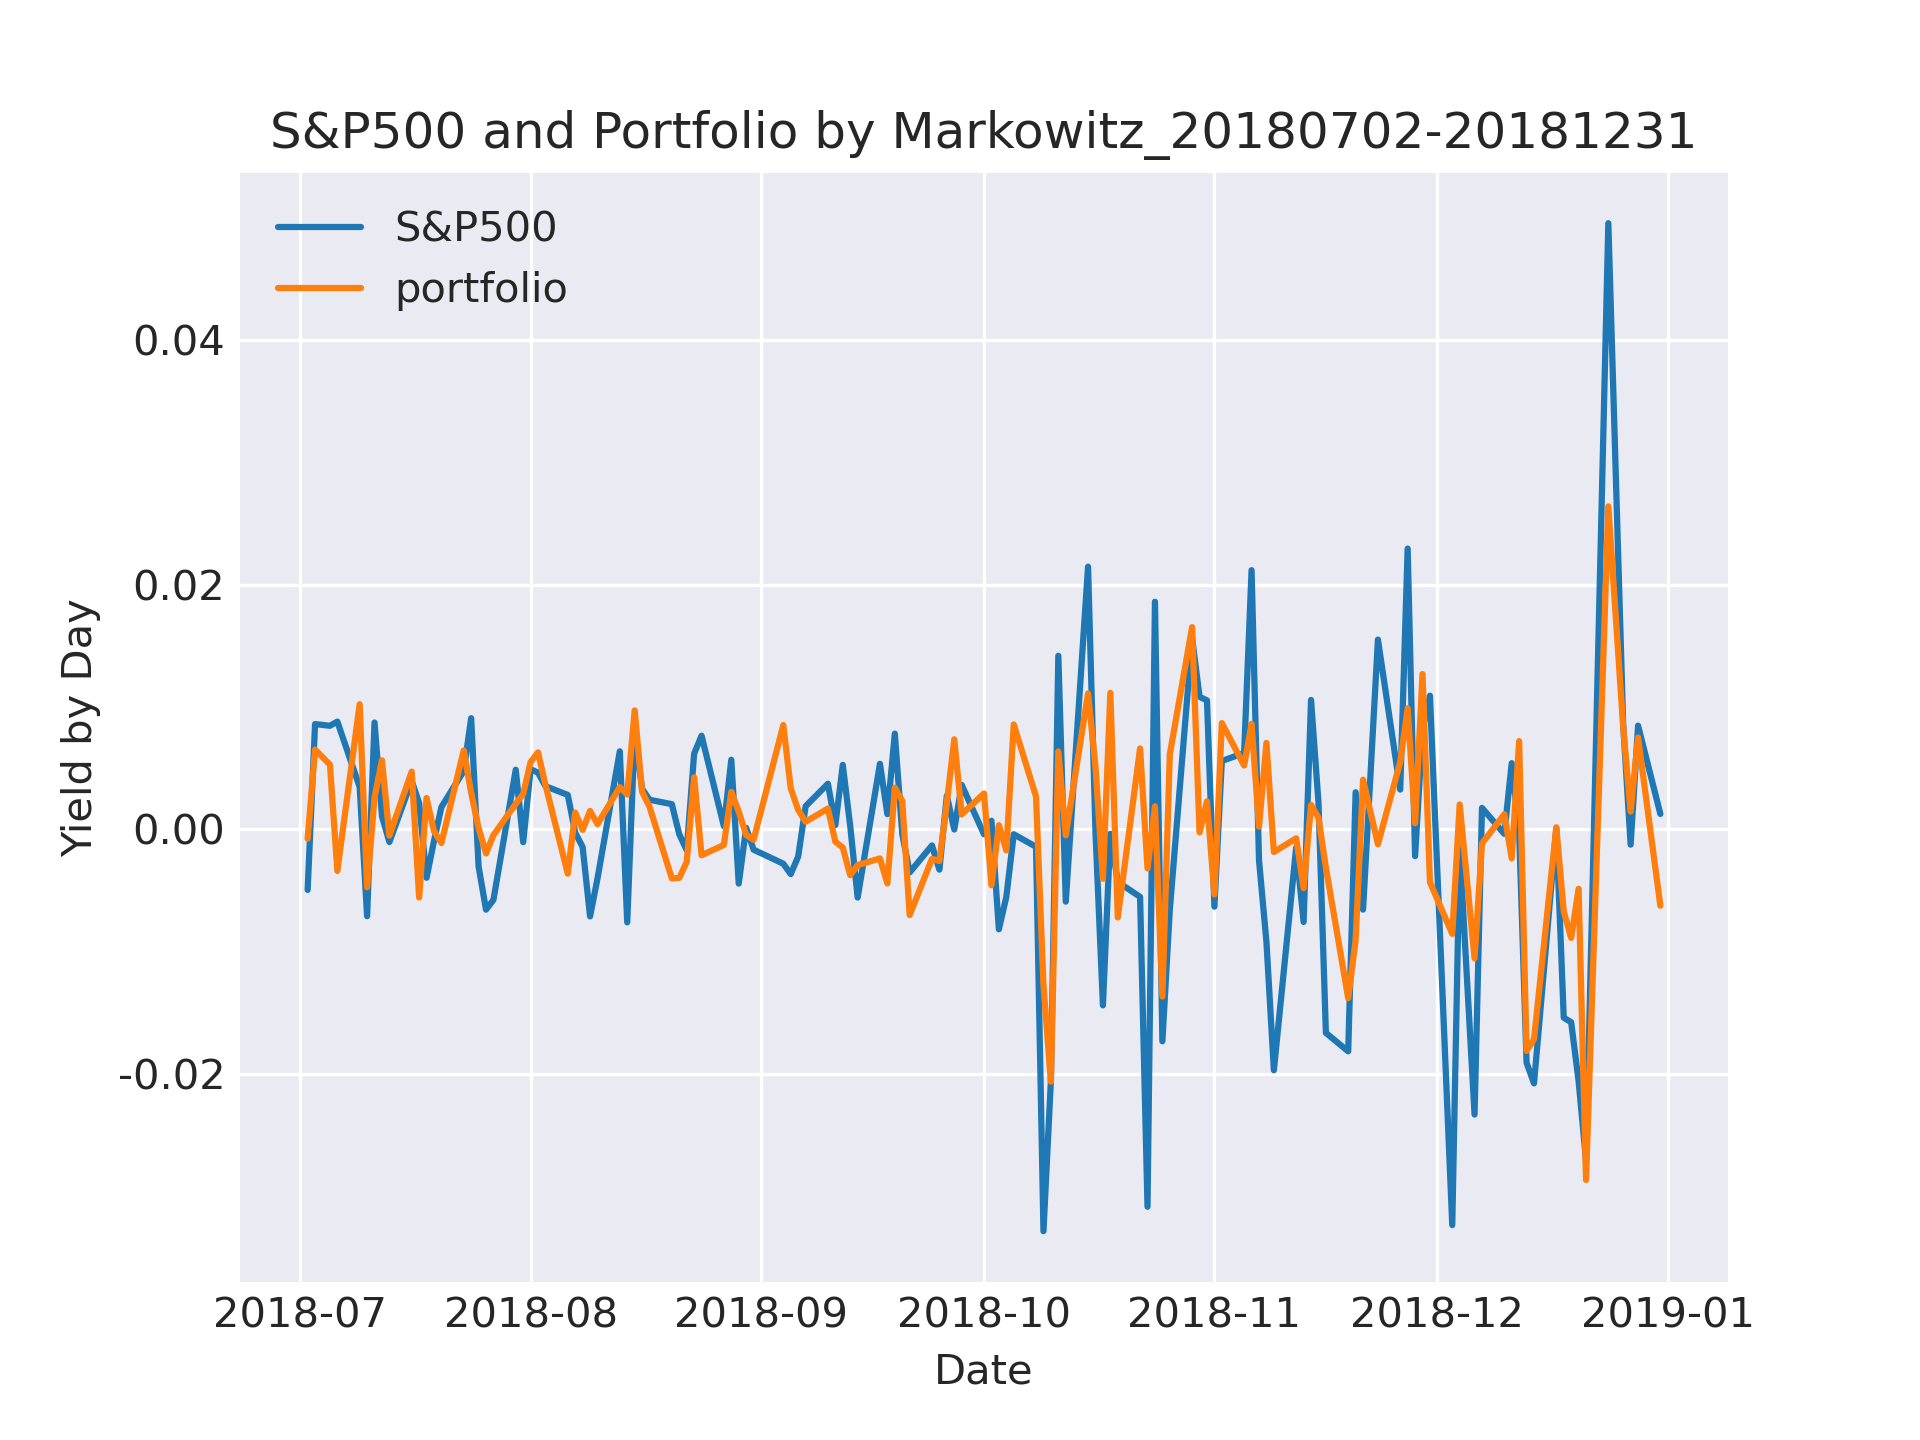 S&P500 and Portfolio by Markowitz_20180702-20181231
S&P500
portfolio
0.04
0.02
0.00
-0.02
Yield by Day
2018-07 2018-08 2018-09 2018-10 2018-11 2018-12 2019-01
Date